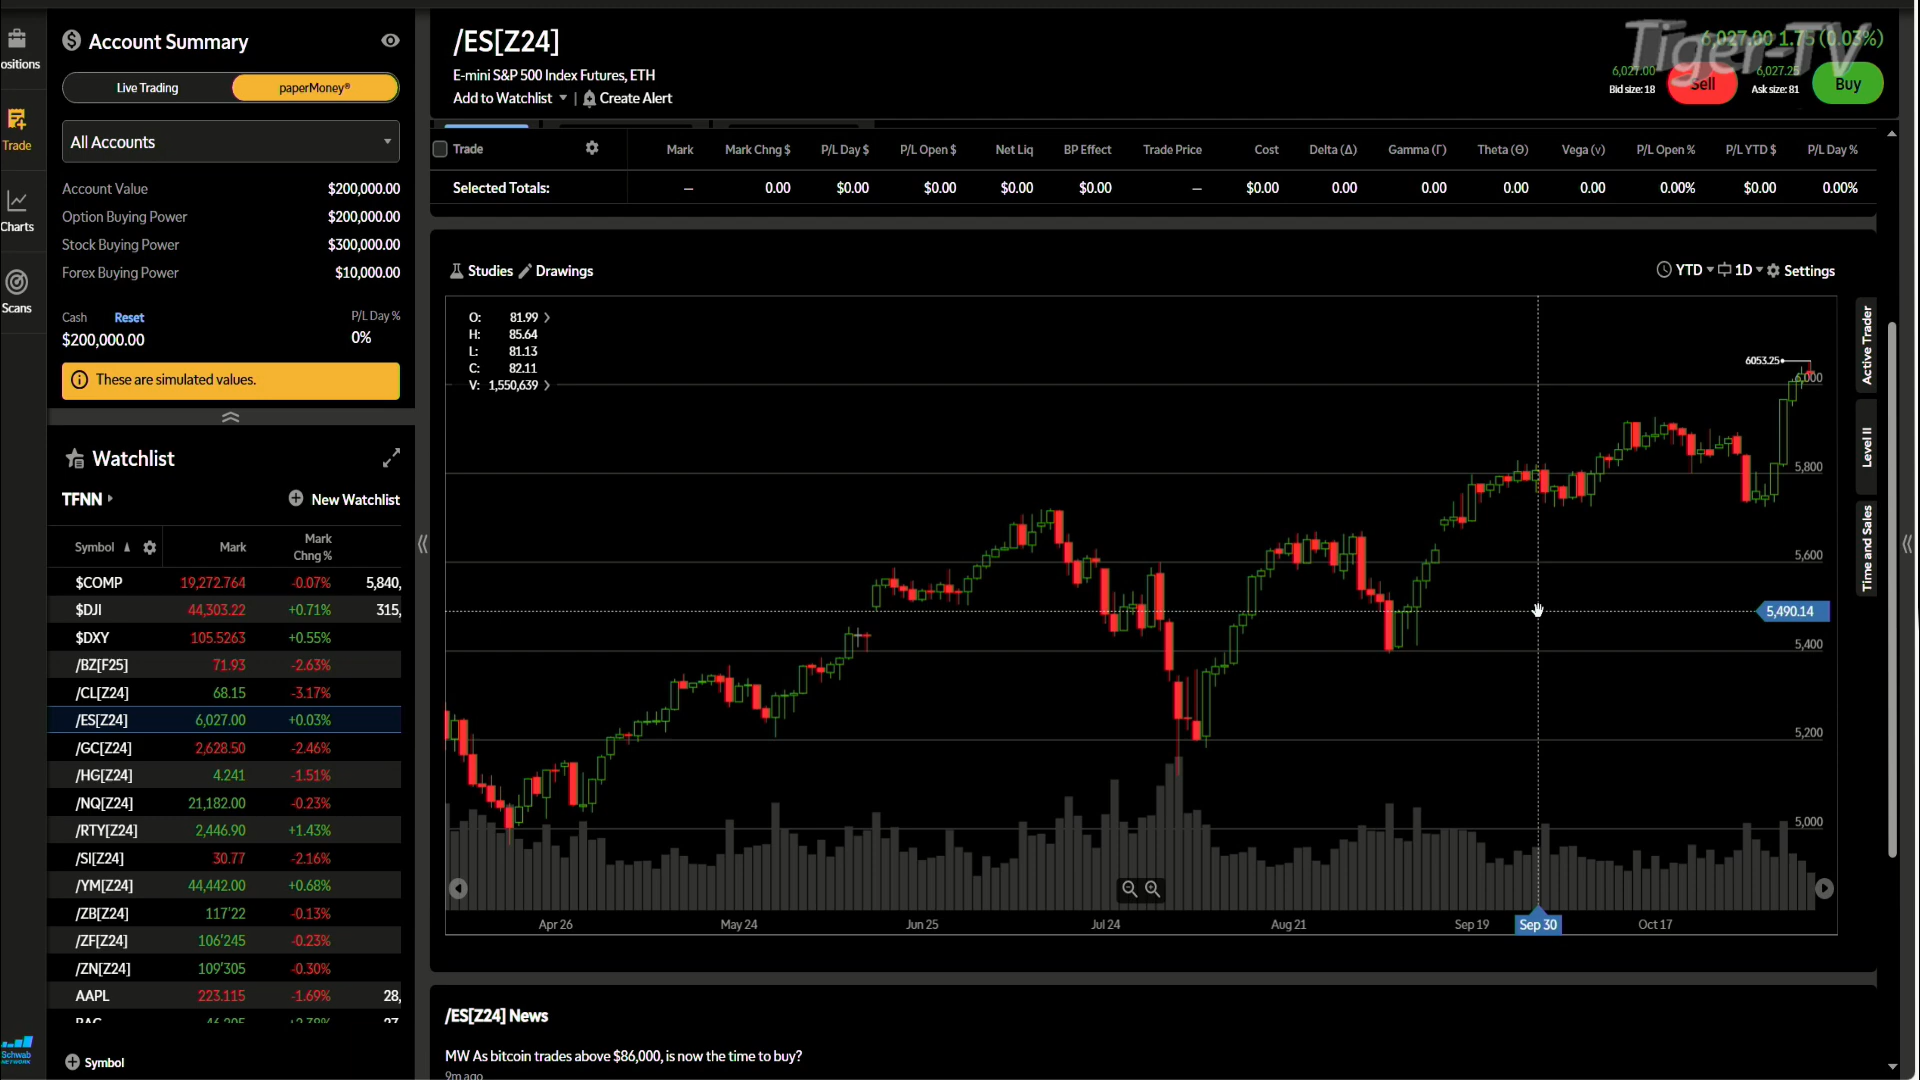 ositions
Trade
Charts
Scans
Schwab
NETWORK
Account Summary
Live Trading
paperMoney®
All Accounts
Account Value $200,000.00
Option Buying Power $200,000.00
Stock Buying Power $300,000.00
Forex Buying Power $10,000.00
Cash Reset P/L Day %
$200,000.00 0%
These are simulated values.
Watchlist
TFNN New Watchlist
Symbol Mark Mark Chng %
$COMP 19,272.764 -0.07% 5,840,
$DJI 44,303.22 +0.71% 315,
$DXY 105.5263 +0.55%
/BZ[F25] 71.93 -2.63%
/CL[Z24] 68.15 -3.17%
/ES[Z24] 6,027.00 +0.03%
/GC[Z24] 2,628.50 -2.46%
/HG[Z24] 4.241 -1.51%
/NQ[Z24] 21,182.00 -0.23%
/RTY[Z24] 2,446.90 +1.43%
/SI[Z24] 30.77 -2.16%
/YM[Z24] 44,442.00 +0.68%
/ZB[Z24] 117'22 -0.13%
/ZF[Z24] 106'245 -0.23%
/ZN[Z24] 109'305 -0.30%
AAPL 223.115 -1.69% 28,
Symbol
/ES[Z24]
E-mini S&P 500 Index Futures, ETH
Add to Watchlist | Create Alert
Tiger-TV
6,027.00 1.75 (0.03%)
6,027.00 Sell 6,027.25 Buy
Bid size: 18 Ask size: 81
Trade Mark Mark Chng $ P/L Day $ P/L Open $ Net Liq BP Effect Trade Price Cost Delta (Δ) Gamma (Γ) Theta (Θ) Vega (ν) P/L Open % P/L YTD $ P/L Day %
Selected Totals: — 0.00 $0.00 $0.00 $0.00 $0.00 — $0.00 0.00 0.00 0.00 0.00 0.00% $0.00 0.00%
Studies Drawings
YTD 1D Settings
O: 81.99
H: 85.64
L: 81.13
C: 82.11
V: 1,550,639
6053.25
6,000
5,800
5,600
5,490.14
5,400
5,200
5,000
Apr 26 May 24 Jun 25 Jul 24 Aug 21 Sep 19 Sep 30 Oct 17
Active Trader
Level II
Time and Sales
/ES[Z24] News
MW As bitcoin trades above $86,000, is now the time to buy?
9m ago